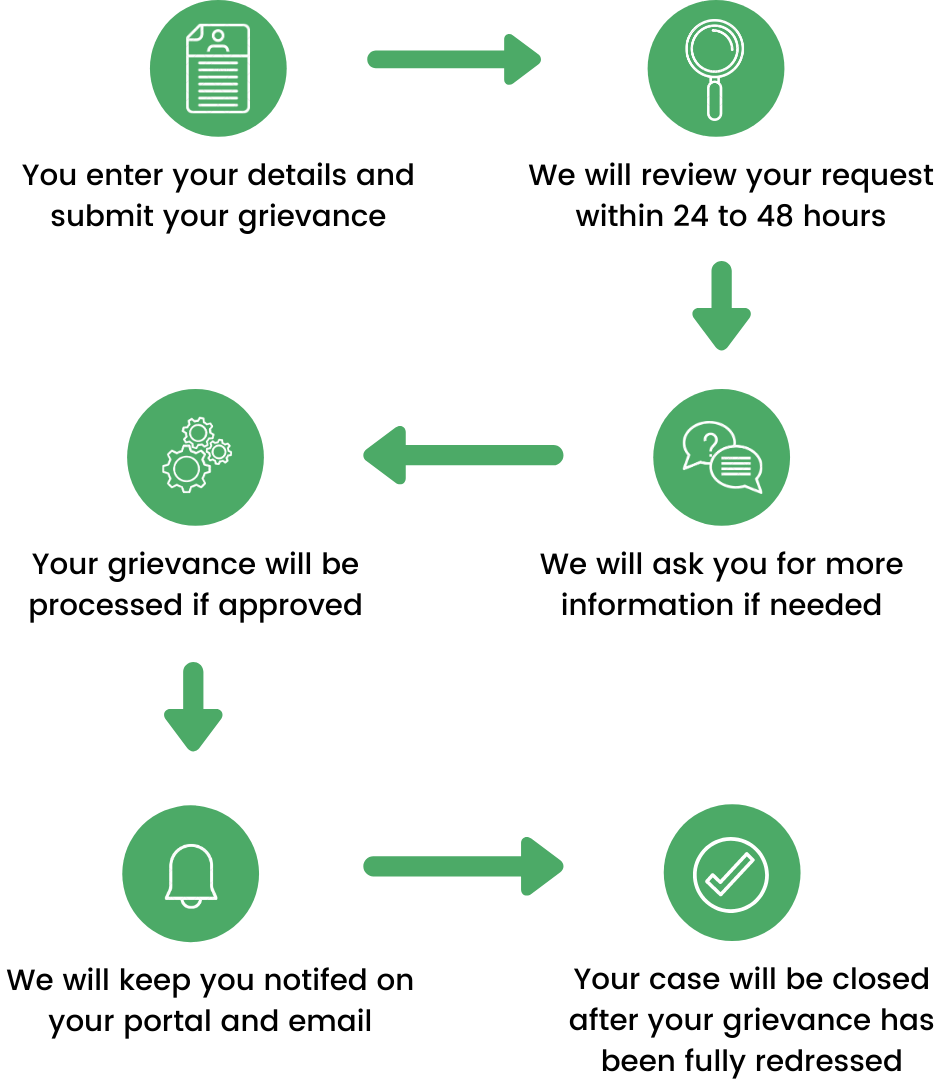 You enter your details and
submit your grievance
We will review your request
within 24 to 48 hours
We will ask you for more
information if needed
Your grievance will be
processed if approved
We will keep you notifed on
your portal and email
Your case will be closed
after your grievance has
been fully redressed